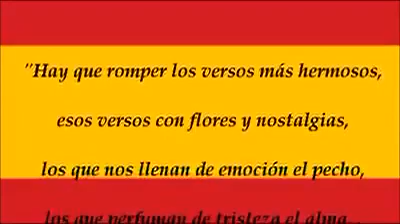 "Hay que romper los versos más hermosos,
esos versos con flores y nostalgias,
los que nos llenan de emoción el pecho,
los que perfuman de tristeza el alma...